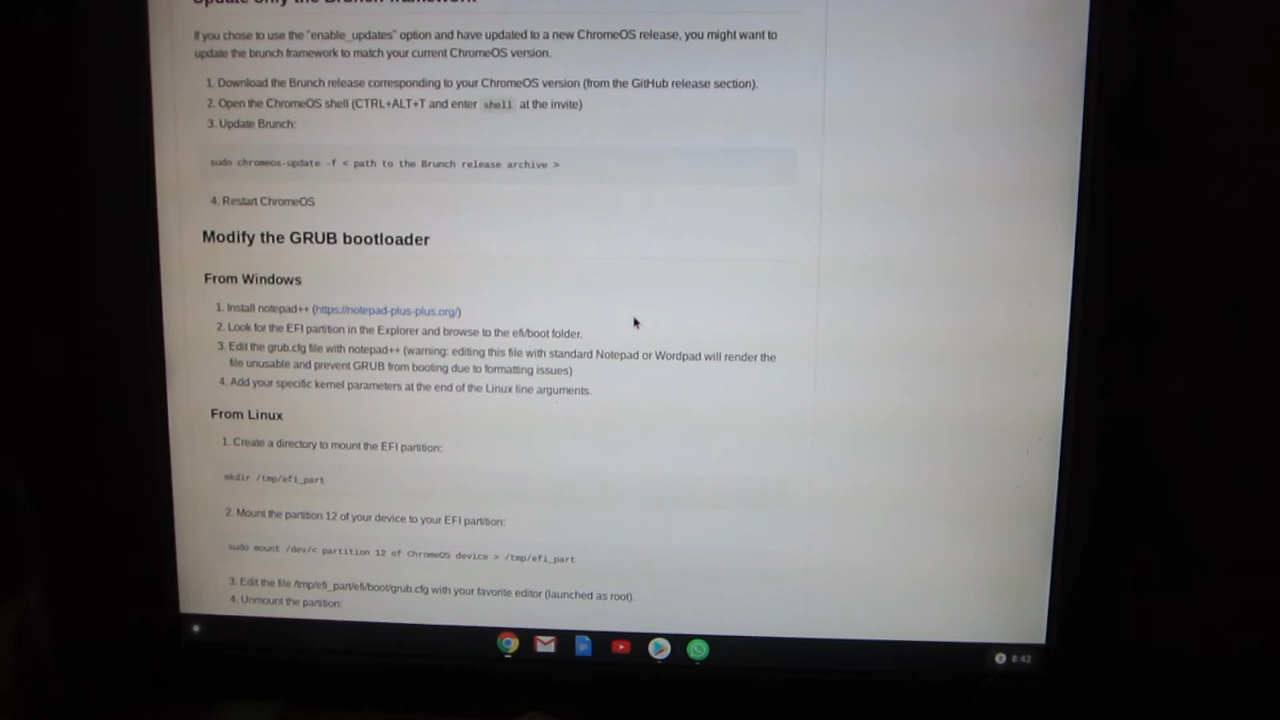 Update only the Brunch framework
If you chose to use the "enable_updates" option and have updated to a new ChromeOS release, you might want to
update the brunch framework to match your current ChromeOS version.
1. Download the Brunch release corresponding to your ChromeOS version (from the GitHub release section).
2. Open the ChromeOS shell (CTRL+ALT+T and enter shell at the invite)
3. Update Brunch:
sudo chromeos-update -f < path to the Brunch release archive >
4. Restart ChromeOS
Modify the GRUB bootloader
From Windows
1. Install notepad++ (https://notepad-plus-plus.org/)
2. Look for the EFI partition in the Explorer and browse to the efi/boot folder.
3. Edit the grub.cfg file with notepad++ (warning: editing this file with standard Notepad or Wordpad will render the
file unusable and prevent GRUB from booting due to formatting issues)
4. Add your specific kernel parameters at the end of the Linux line arguments.
From Linux
1. Create a directory to mount the EFI partition:
mkdir /tmp/efi_part
2. Mount the partition 12 of your device to your EFI partition:
sudo mount /dev/< partition 12 of ChromeOS device > /tmp/efi_part
3. Edit the file /tmp/efi_part/efi/boot/grub.cfg with your favorite editor (launched as root).
4. Unmount the partition:
8:42